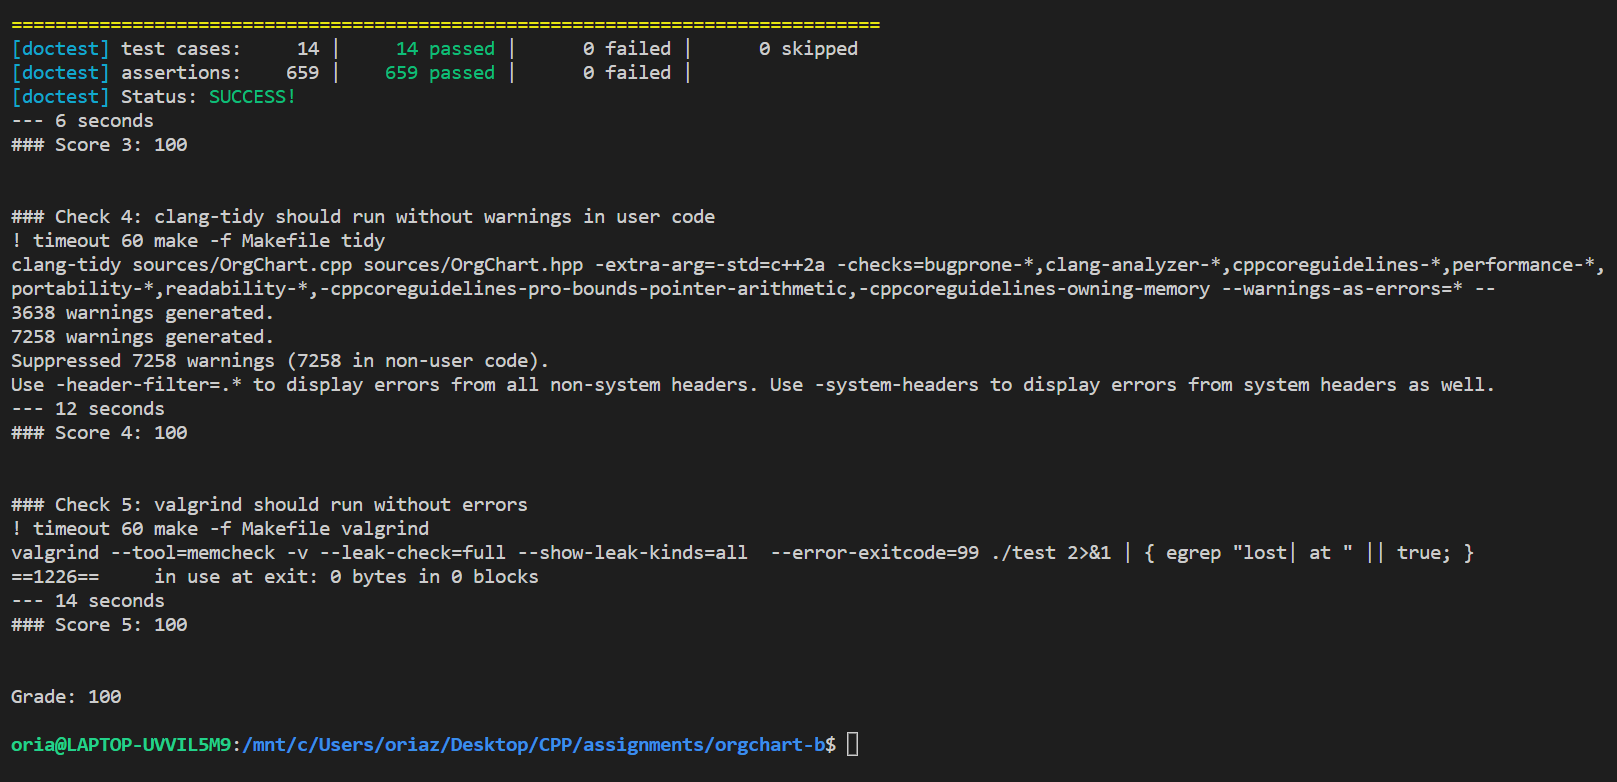 ===============================================================================
[doctest] test cases:     14 |     14 passed |      0 failed |      0 skipped
[doctest] assertions:    659 |    659 passed |      0 failed |
[doctest] Status: SUCCESS!
--- 6 seconds
### Score 3: 100
### Check 4: clang-tidy should run without warnings in user code
! timeout 60 make -f Makefile tidy
clang-tidy sources/OrgChart.cpp sources/OrgChart.hpp -extra-arg=-std=c++2a -checks=bugprone-*,clang-analyzer-*,cppcoreguidelines-*,performance-*,
portability-*,readability-*,-cppcoreguidelines-pro-bounds-pointer-arithmetic,-cppcoreguidelines-owning-memory --warnings-as-errors=* --
3638 warnings generated.
7258 warnings generated.
Suppressed 7258 warnings (7258 in non-user code).
Use -header-filter=.* to display errors from all non-system headers. Use -system-headers to display errors from system headers as well.
--- 12 seconds
### Score 4: 100
### Check 5: valgrind should run without errors
! timeout 60 make -f Makefile valgrind
valgrind --tool=memcheck -v --leak-check=full --show-leak-kinds=all  --error-exitcode=99 ./test 2>&1 | { egrep "lost| at " || true; }
==1226==     in use at exit: 0 bytes in 0 blocks
--- 14 seconds
### Score 5: 100
Grade: 100
oria@LAPTOP-UVVIL5M9:/mnt/c/Users/oriaz/Desktop/CPP/assignments/orgchart-b$